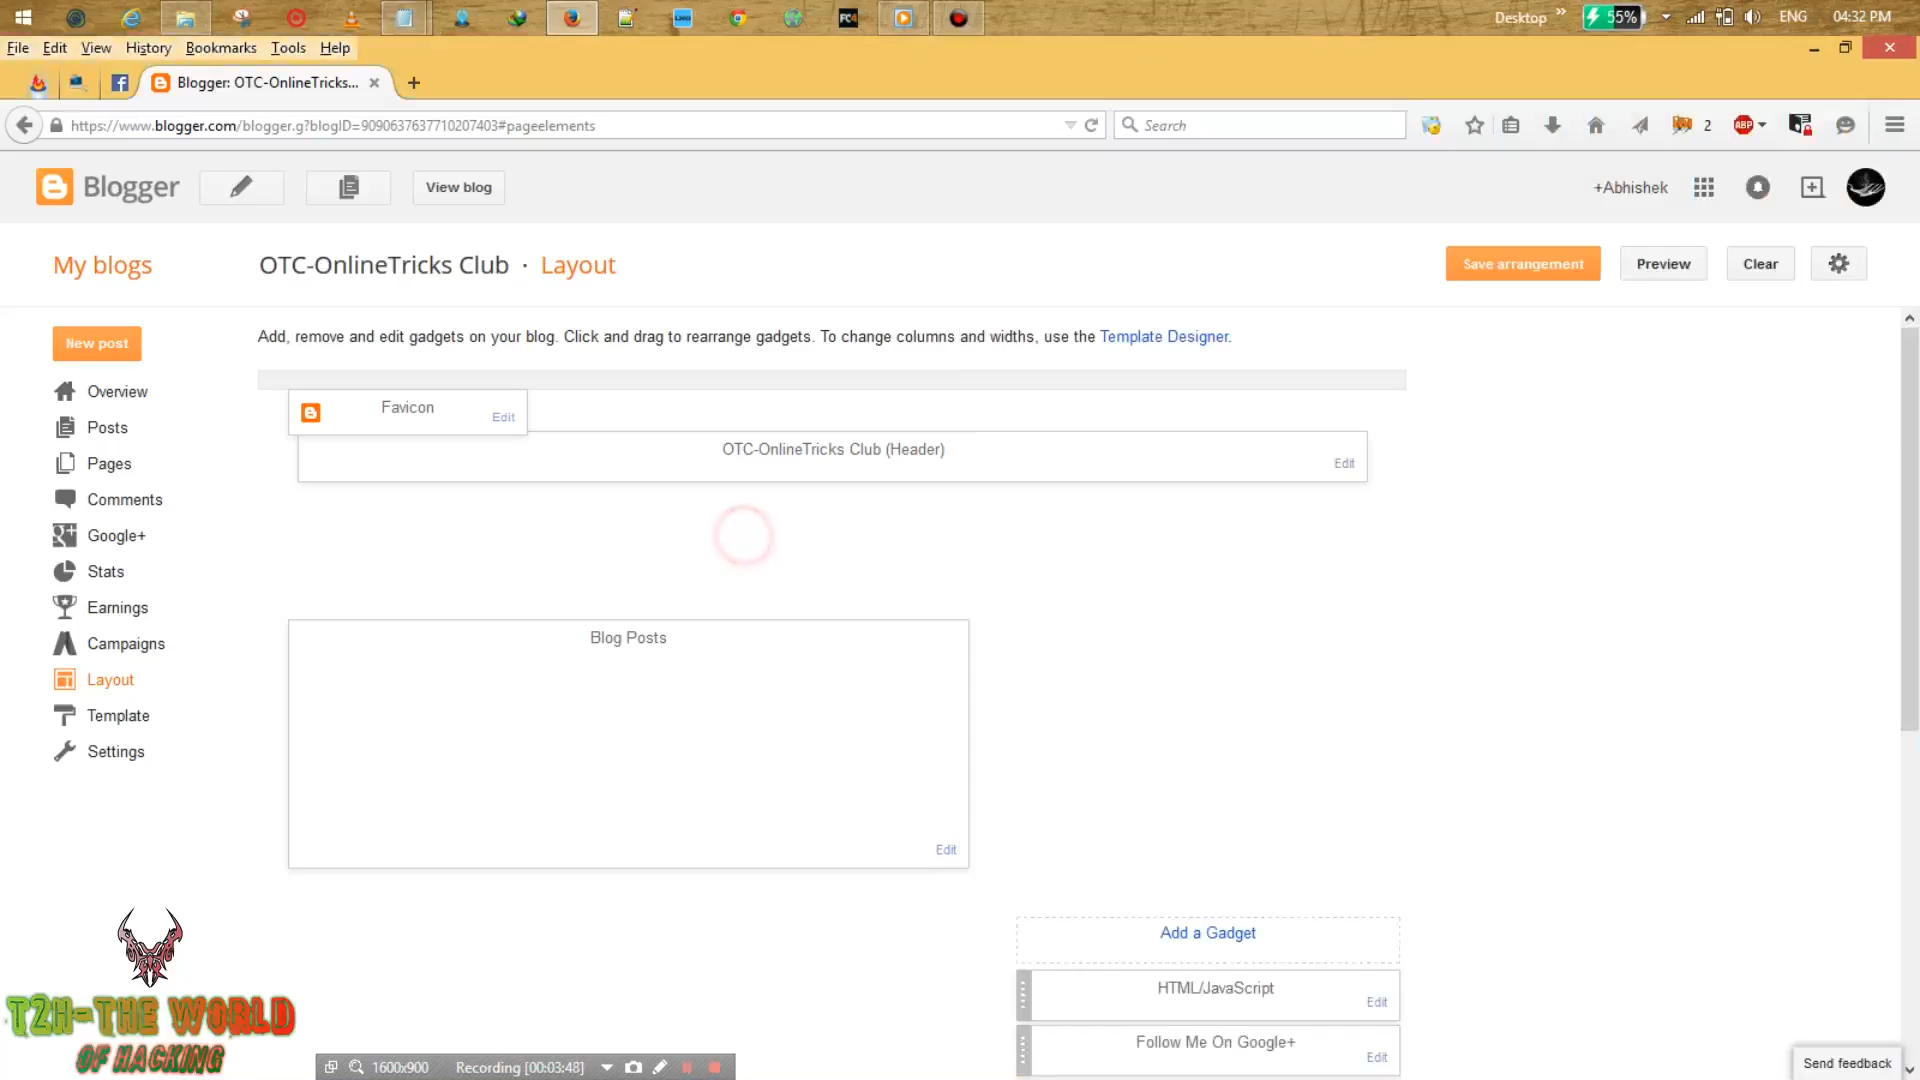 Desktop »
55%
ENG
04:32 PM
File Edit View History Bookmarks Tools Help
Blogger: OTC-OnlineTricks...
https://www.blogger.com/blogger.g?blogID=9090637637710207403#pageelements
Search
2
ABP
Blogger
View blog
+Abhishek
My blogs
OTC-OnlineTricks Club · Layout
Save arrangement
Preview
Clear
New post
Add, remove and edit gadgets on your blog. Click and drag to rearrange gadgets. To change columns and widths, use the Template Designer.
Overview
Posts
Pages
Comments
Google+
Stats
Earnings
Campaigns
Layout
Template
Settings
Favicon
Edit
OTC-OnlineTricks Club (Header)
Edit
Blog Posts
Edit
Add a Gadget
HTML/JavaScript
Edit
Follow Me On Google+
Edit
T2H-THE WORLD
OF HACKING
1600x900
Recording [00:03:48]
Send feedback